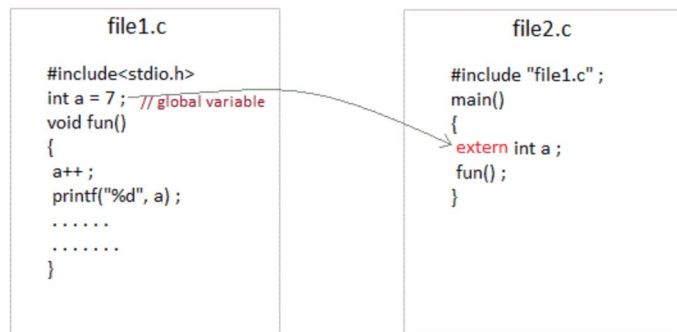 file1.c
#include<stdio.h>
int a = 7 ; // global variable
void fun()
{
a++ ;
printf("%d", a) ;
. . . . . .
. . . . . . .
}
file2.c
#include "file1.c" ;
main()
{
extern int a ;
fun() ;
}